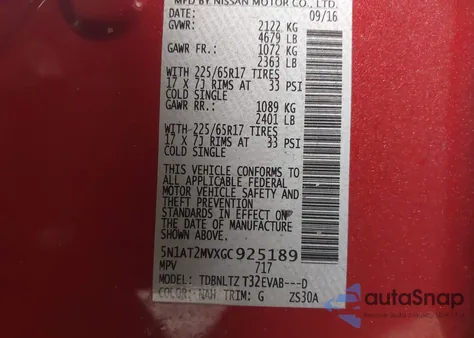 MFD BY NISSAN MOTOR CO., LTD.
DATE: 09/16
GVWR: 2122 KG
4679 LB
GAWR FR: 1072 KG
2363 LB
WITH 225/65R17 TIRES
17 X 7J RIMS AT 33 PSI
COLD SINGLE
GAWR RR: 1089 KG
2401 LB
WITH 225/65R17 TIRES
17 X 7J RIMS AT 33 PSI
COLD SINGLE
THIS VEHICLE CONFORMS TO
ALL APPLICABLE FEDERAL
MOTOR VEHICLE SAFETY AND
THEFT PREVENTION
STANDARDS IN EFFECT ON THE
DATE OF MANUFACTURE SHOWN
ABOVE.
5N1AT2MVXGC925189
MPV 717
TDBNLTZ T32EVAB---D
COLOR: NAH TRIM: G ZS30A
autoSnap